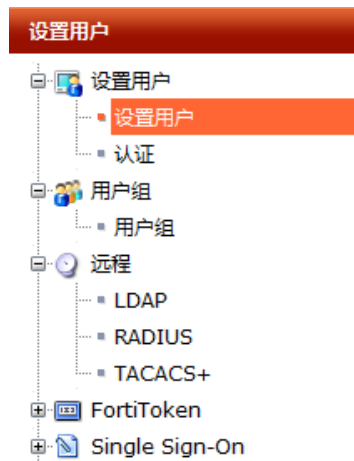 设置用户
设置用户
设置用户
认证
用户组
用户组
远程
LDAP
RADIUS
TACACS+
FortiToken
Single Sign-On